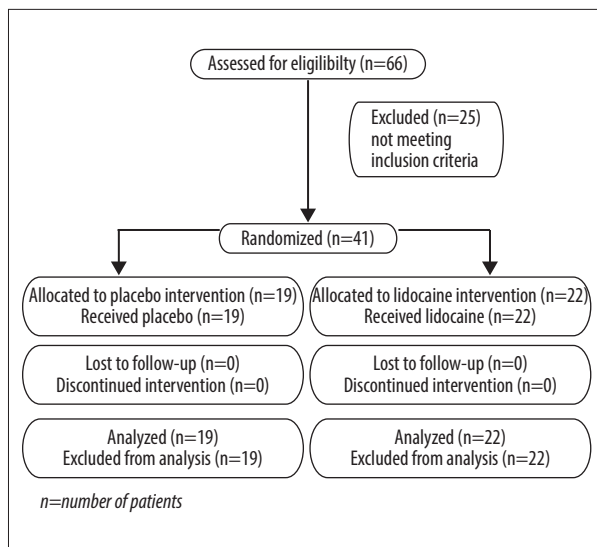 Assessed for eligilibilty (n=66)
Excluded (n=25)
not meeting
inclusion criteria
Randomized (n=41)
Allocated to placebo intervention (n=19)
Received placebo (n=19)
Allocated to lidocaine intervention (n=22)
Received lidocaine (n=22)
Lost to follow-up (n=0)
Discontinued intervention (n=0)
Lost to follow-up (n=0)
Discontinued intervention (n=0)
Analyzed (n=19)
Excluded from analysis (n=19)
Analyzed (n=22)
Excluded from analysis (n=22)
n=number of patients